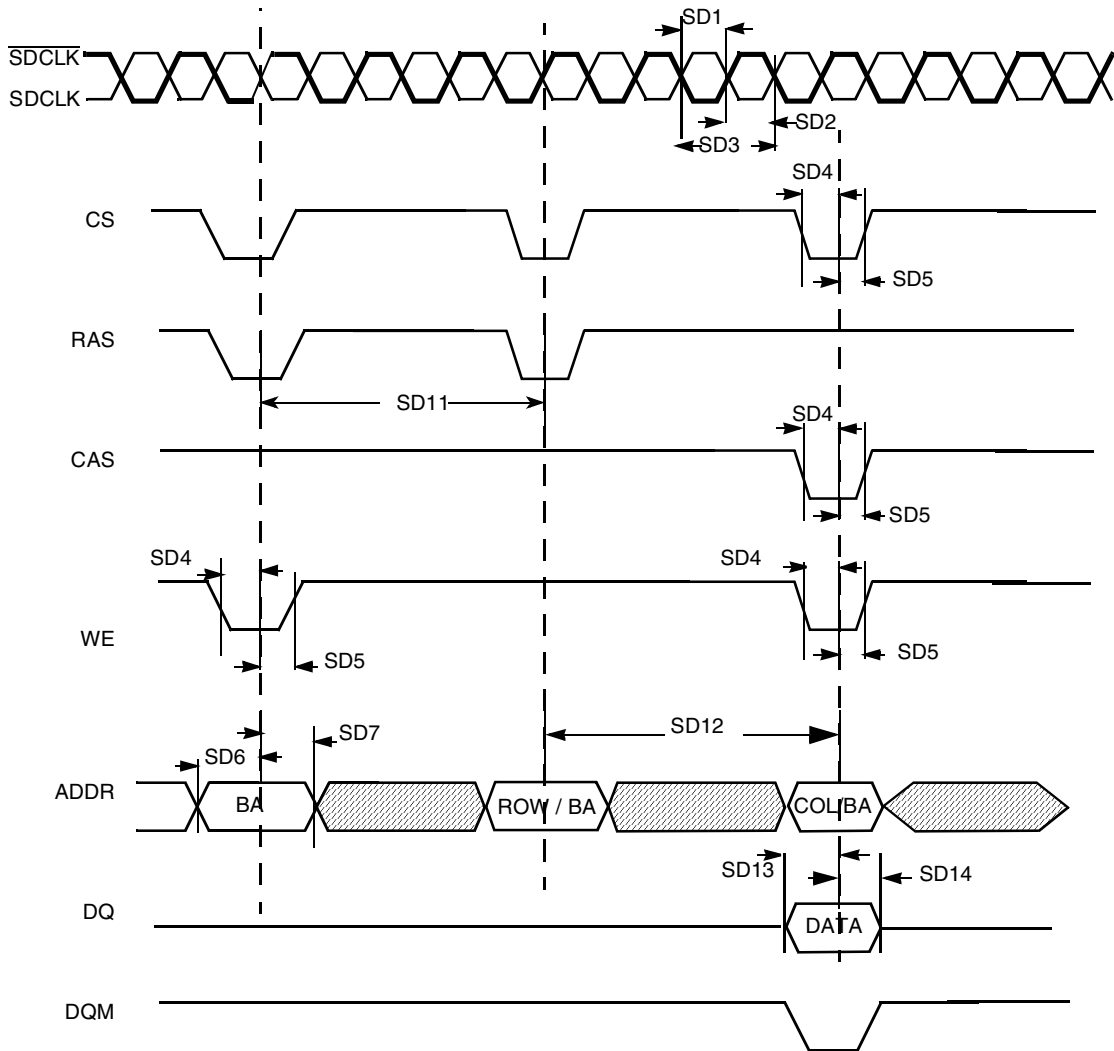 SD1
SDCLK
SDCLK
SD2
SD3
SD4
CS
SD5
RAS
SD11
SD4
CAS
SD5
SD4
SD4
WE
SD5
SD5
SD12
SD7
SD6
ADDR
BA
ROW / BA
COL/BA
SD13
SD14
DQ
DATA
DQM